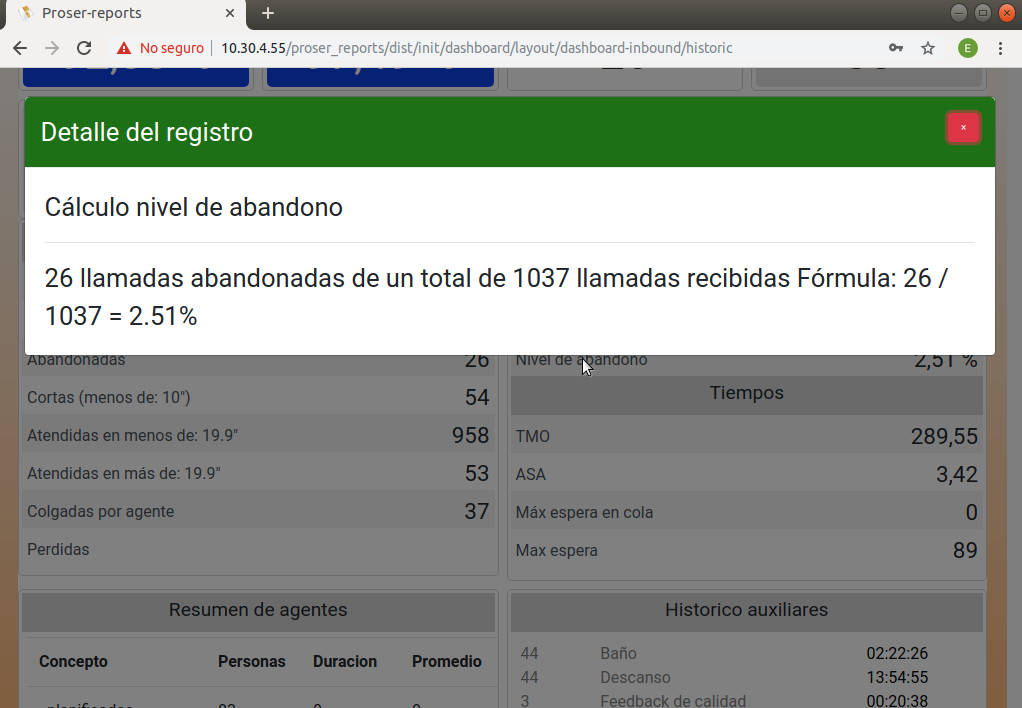 Proser-reports
No seguro
10.30.4.55/proser_reports/dist/init/dashboard/layout/dashboard-inbound/historic
E
Detalle del registro
×
Cálculo nivel de abandono
26 llamadas abandonadas de un total de 1037 llamadas recibidas Fórmula: 26 /
1037 = 2.51%
Abandonadas 26
Nivel de abandono 2,51 %
Cortas (menos de: 10") 54
Atendidas en menos de: 19.9" 958
Atendidas en más de: 19.9" 53
Colgadas por agente 37
Perdidas
Tiempos
TMO 289,55
ASA 3,42
Máx espera en cola 0
Max espera 89
Resumen de agentes
Concepto Personas Duracion Promedio
Historico auxiliares
44 Baño 02:22:26
44 Descanso 13:54:55
3 Feedback de calidad 00:20:38